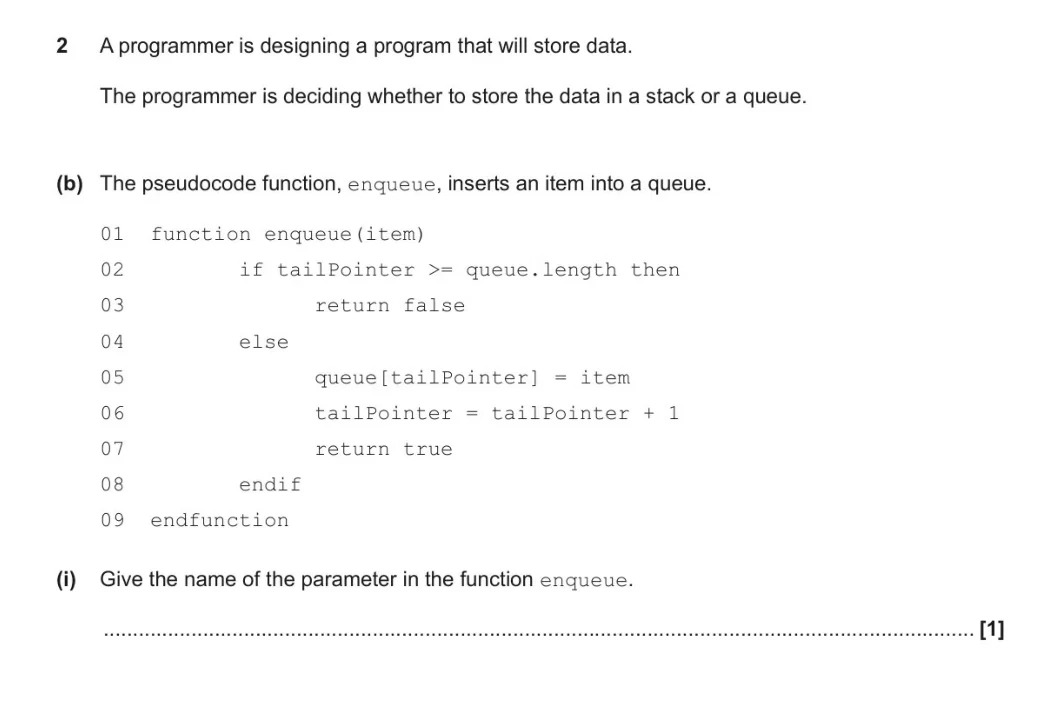 2 A programmer is designing a program that will store data.
The programmer is deciding whether to store the data in a stack or a queue.
(b) The pseudocode function, enqueue, inserts an item into a queue.
01 function enqueue(item)
02 if tailPointer >= queue.length then
03 return false
04 else
05 queue[tailPointer] = item
06 tailPointer = tailPointer + 1
07 return true
08 endif
09 endfunction
(i) Give the name of the parameter in the function enqueue.
........................................................................................................................................................ [1]